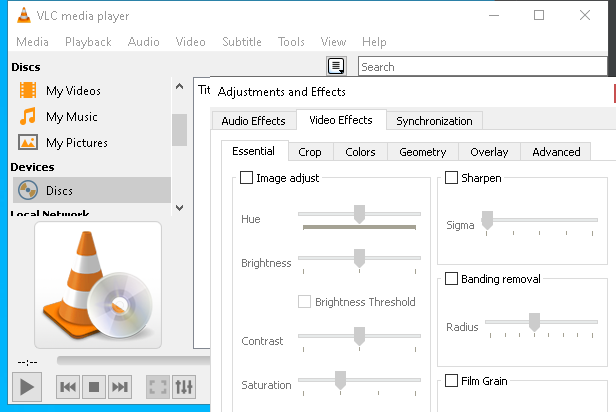 VLC media player
Media Playback Audio Video Subtitle Tools View Help
Discs
Search
My Videos
My Music
My Pictures
Devices
Discs
Local Network
--:--
Tit
Adjustments and Effects
Audio Effects Video Effects Synchronization
Essential Crop Colors Geometry Overlay Advanced
Image adjust
Hue
Brightness
Brightness Threshold
Contrast
Saturation
Sharpen
Sigma
Banding removal
Radius
Film Grain